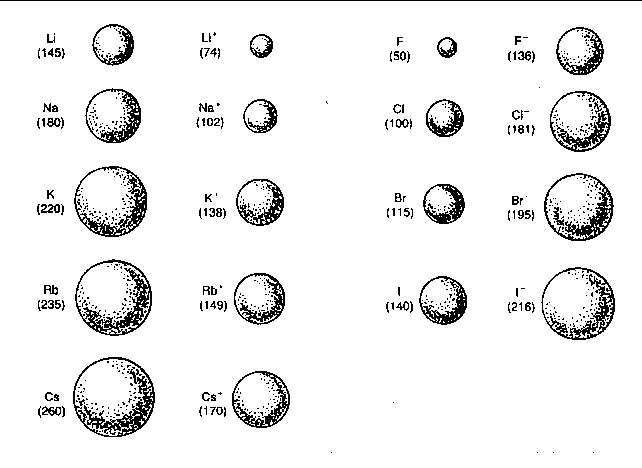 Li
(145)
Li⁺
(74)
F
(50)
F⁻
(136)
Na
(180)
Na⁺
(102)
Cl
(100)
Cl⁻
(181)
K
(220)
K⁺
(138)
Br
(115)
Br⁻
(195)
Rb
(235)
Rb⁺
(149)
I
(140)
I⁻
(216)
Cs
(260)
Cs⁺
(170)